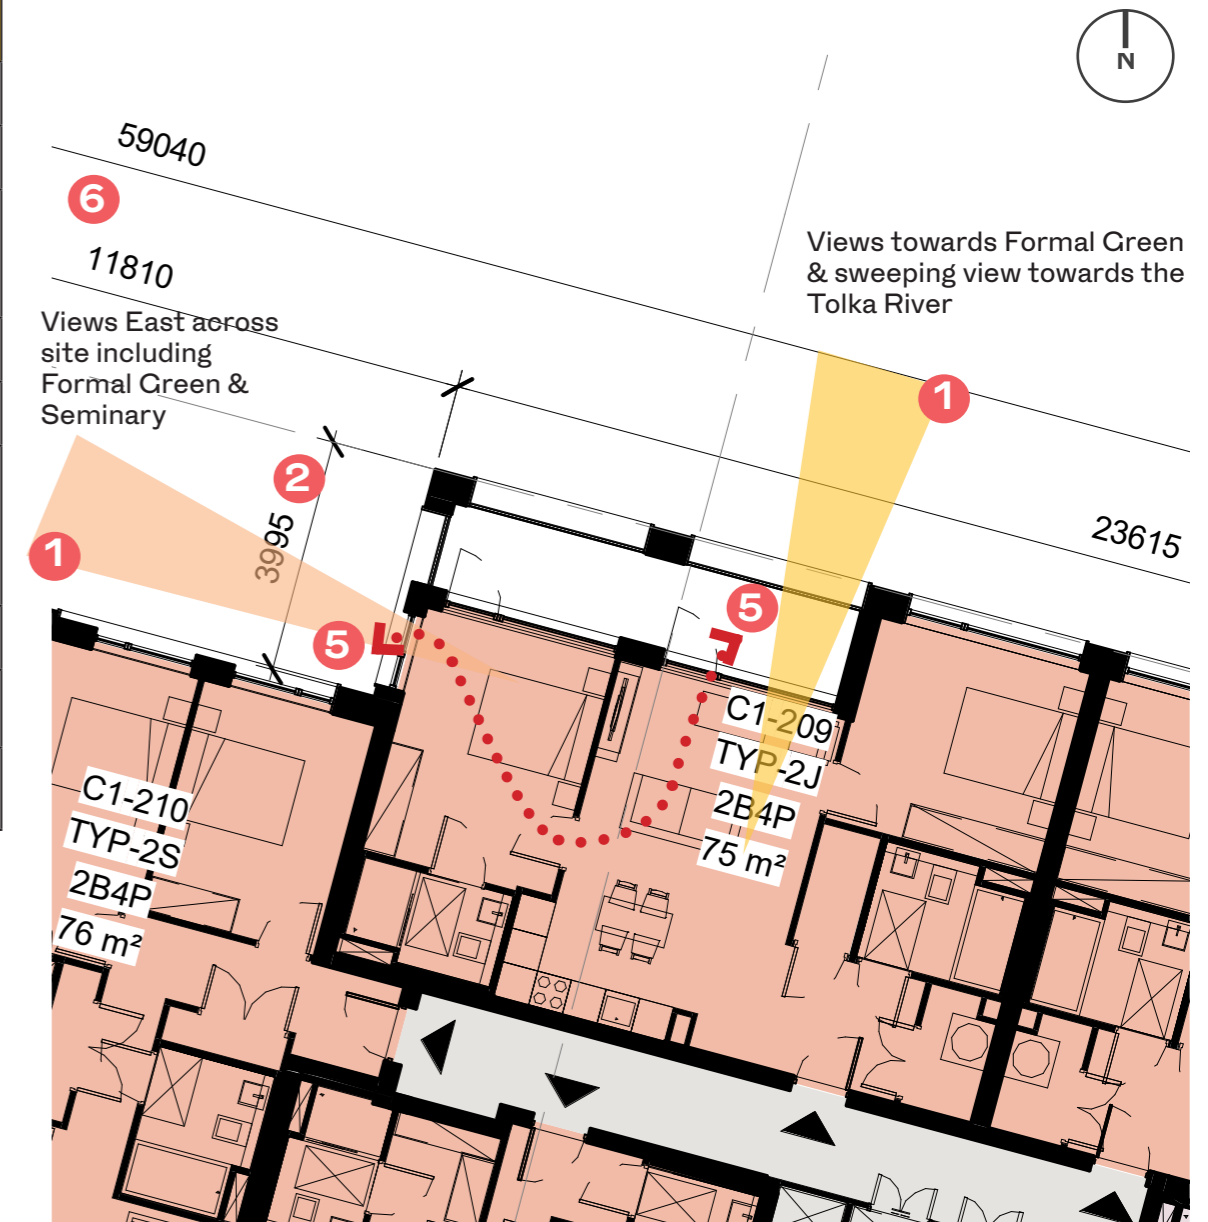 N
59040
6
11810
Views towards Formal Green
& sweeping view towards the
Tolka River
Views East across
site including
Formal Green &
Seminary
1
2
3995
23615
1
5
5
C1-209
TYP-2J
2B4P
75 m²
C1-210
TYP-2S
2B4P
76 m²